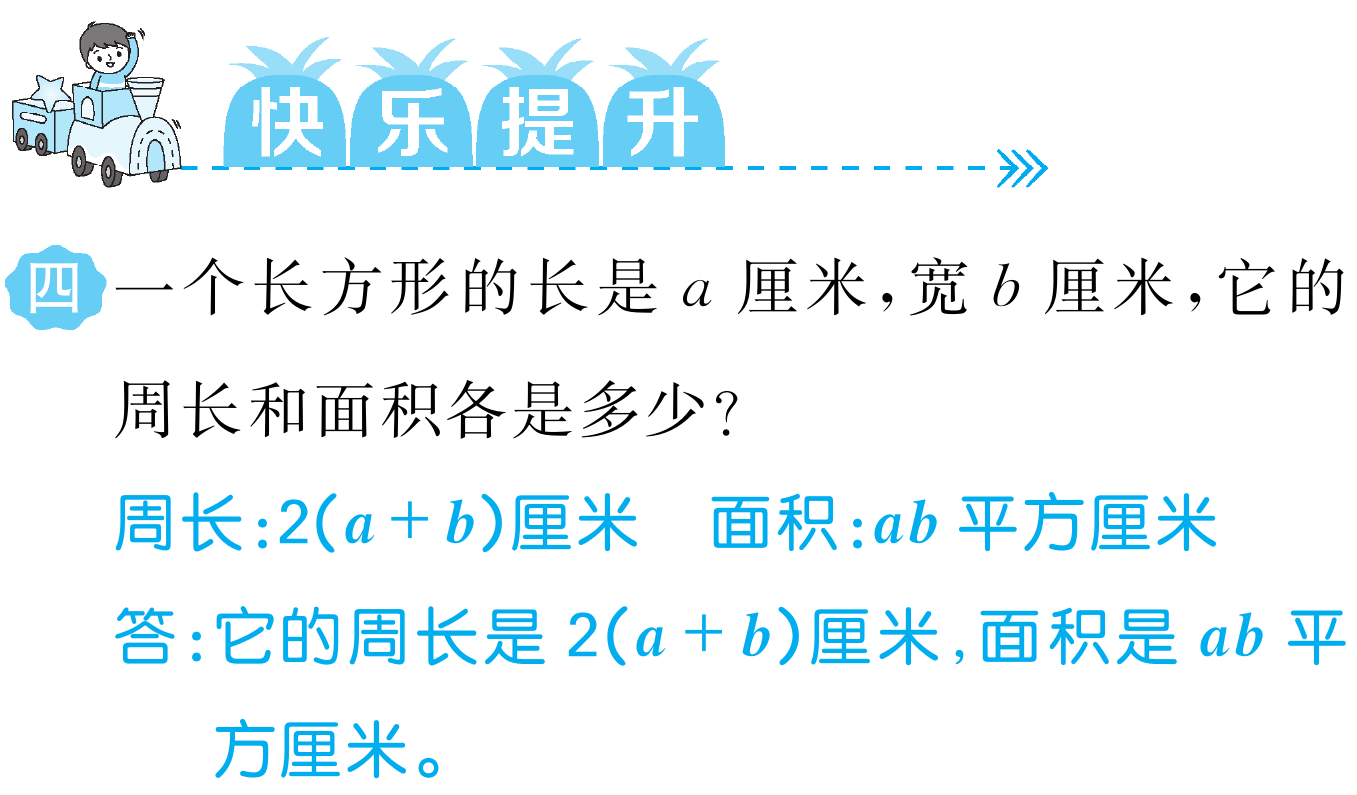 快乐提升
四 一个长方形的长是 a 厘米,宽 b 厘米,它的
周长和面积各是多少?
周长:2(a+b)厘米 面积:ab 平方厘米
答:它的周长是 2(a+b)厘米,面积是 ab 平
方厘米。